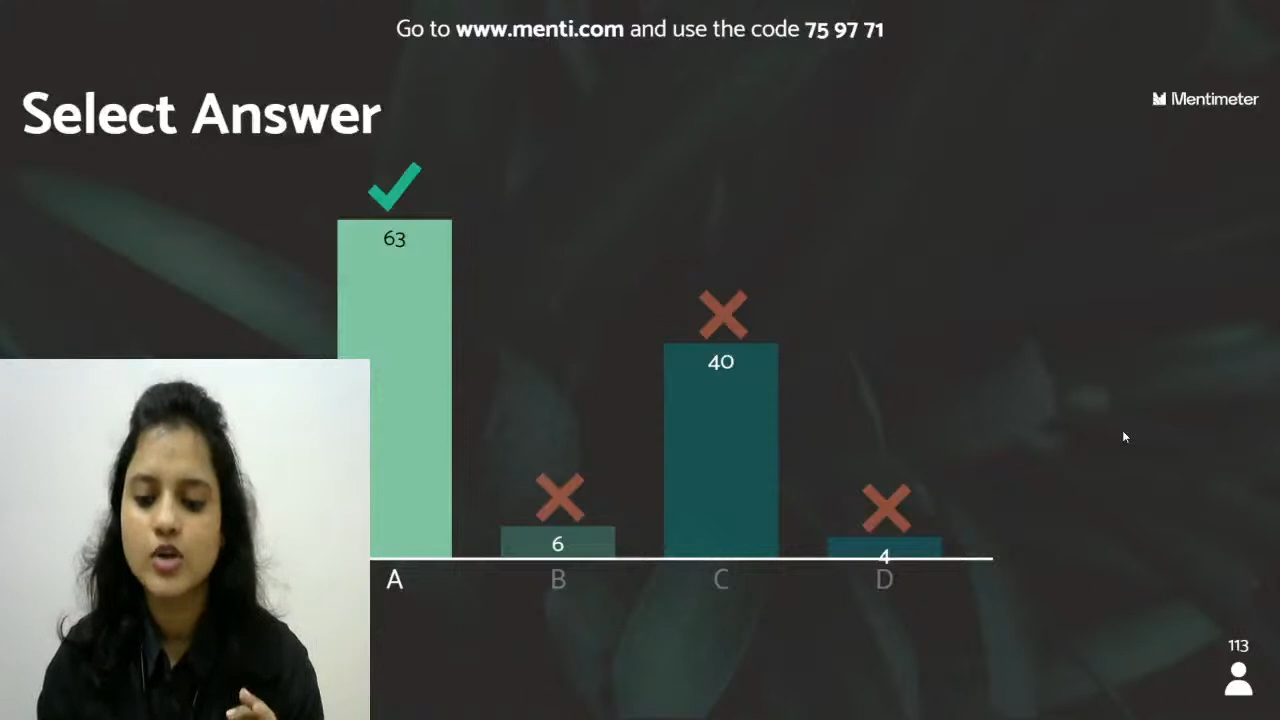 Go to www.menti.com and use the code 75 97 71
Select Answer
Mentimeter
63
6
40
4
A
B
C
D
113